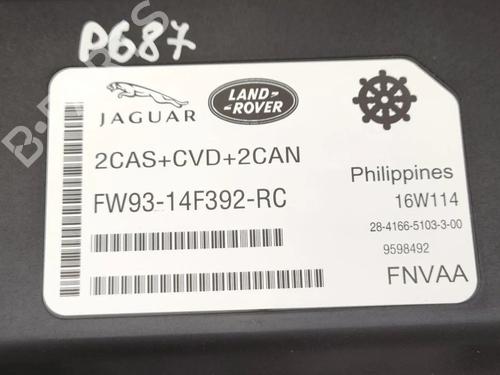 P687
JAGUAR
LAND-
ROVER
2CAS+CVD+2CAN
FW93-14F392-RC
Philippines
16W114
28-4166-5103-3-00
9598492
FNVAA